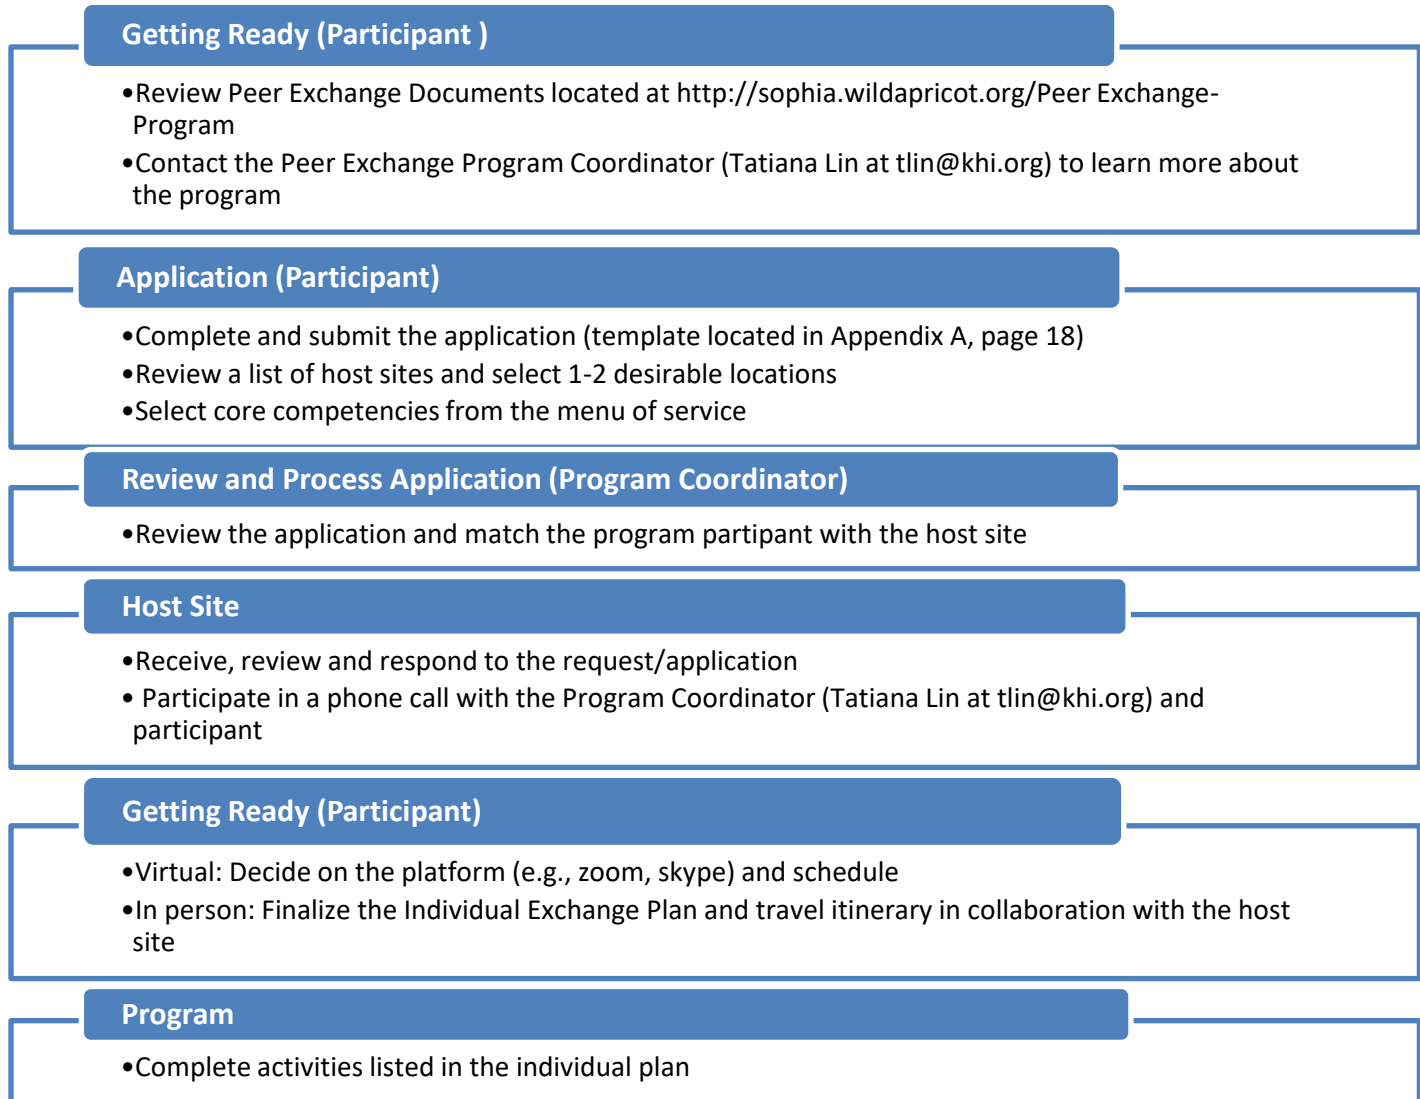 Getting Ready (Participant )
•Review Peer Exchange Documents located at http://sophia.wildapricot.org/Peer Exchange-
Program
•Contact the Peer Exchange Program Coordinator (Tatiana Lin at tlin@khi.org) to learn more about
the program
Application (Participant)
•Complete and submit the application (template located in Appendix A, page 18)
•Review a list of host sites and select 1-2 desirable locations
•Select core competencies from the menu of service
Review and Process Application (Program Coordinator)
•Review the application and match the program partipant with the host site
Host Site
•Receive, review and respond to the request/application
• Participate in a phone call with the Program Coordinator (Tatiana Lin at tlin@khi.org) and
participant
Getting Ready (Participant)
•Virtual: Decide on the platform (e.g., zoom, skype) and schedule
•In person: Finalize the Individual Exchange Plan and travel itinerary in collaboration with the host
site
Program
•Complete activities listed in the individual plan